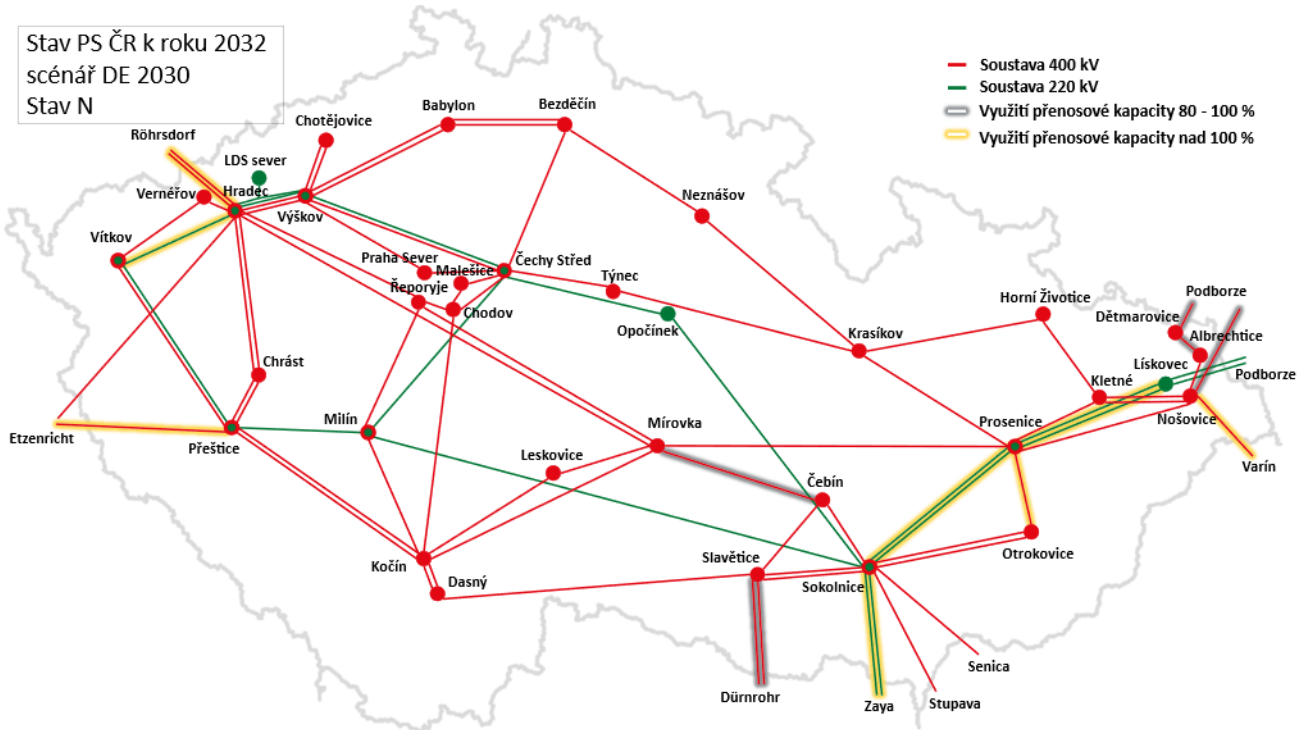 Stav PS ČR k roku 2032
scénář DE 2030
Stav N
Soustava 400 kV
Soustava 220 kV
Využití přenosové kapacity 80 - 100 %
Využití přenosové kapacity nad 100 %
Röhrsdorf
Chotějovice
Babylon
Bezděčín
LDS sever
Vernéřov
Hradec
Výškov
Neznášov
Vítkov
Praha Sever
Malešice
Čechy Střed
Týnec
Řeporyje
Chodov
Opočínek
Krasíkov
Horní Životice
Podborze
Dětmarovice
Albrechtice
Lískovec
Podborze
Kletné
Nošovice
Chrást
Etzenricht
Přeštice
Milín
Mírovka
Prosenice
Varín
Leskovice
Čebín
Otrokovice
Kočín
Dasný
Slavětice
Sokolnice
Senica
Dürnrohr
Zaya
Stupava